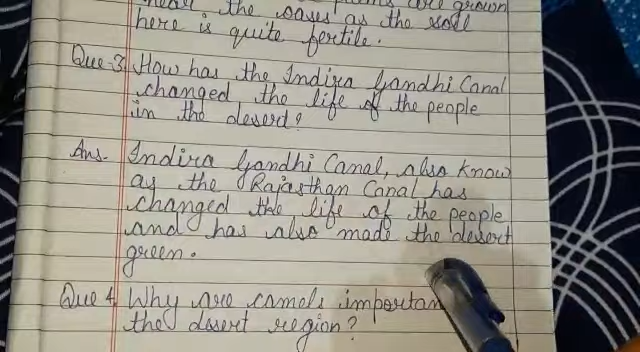 near the oases as the soil
here is quite fertile.
Que-3 How has the Indira Gandhi Canal
changed the life of the people
in the desert?
Ans. Indira Gandhi Canal, also Know
as the Rajasthan Canal has
changed the life of the people
and has also made the desert
green.
Que 4 Why are camels importan
the desert region?